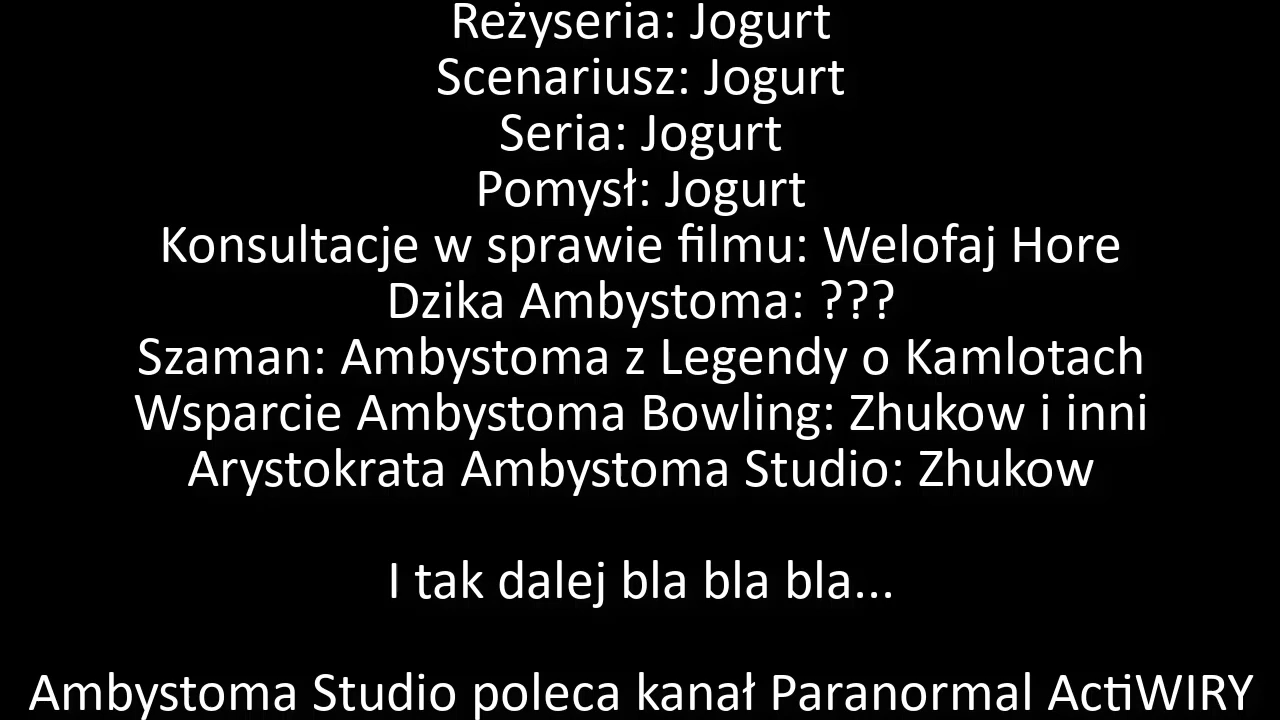 Reżyseria: Jogurt
Scenariusz: Jogurt
Seria: Jogurt
Pomysł: Jogurt
Konsultacje w sprawie filmu: Welofaj Hore
Dzika Ambystoma: ???
Szaman: Ambystoma z Legendy o Kamlotach
Wsparcie Ambystoma Bowling: Zhukow i inni
Arystokrata Ambystoma Studio: Zhukow
I tak dalej bla bla bla...
Ambystoma Studio poleca kanał Paranormal ActiWIRY